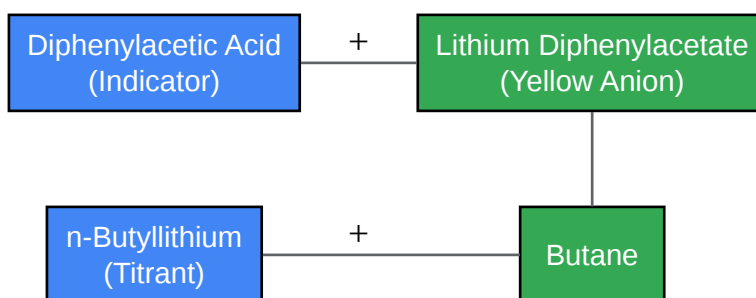 Diphenylacetic Acid
(Indicator)
+
Lithium Diphenylacetate
(Yellow Anion)
n-Butyllithium
(Titrant)
+
Butane